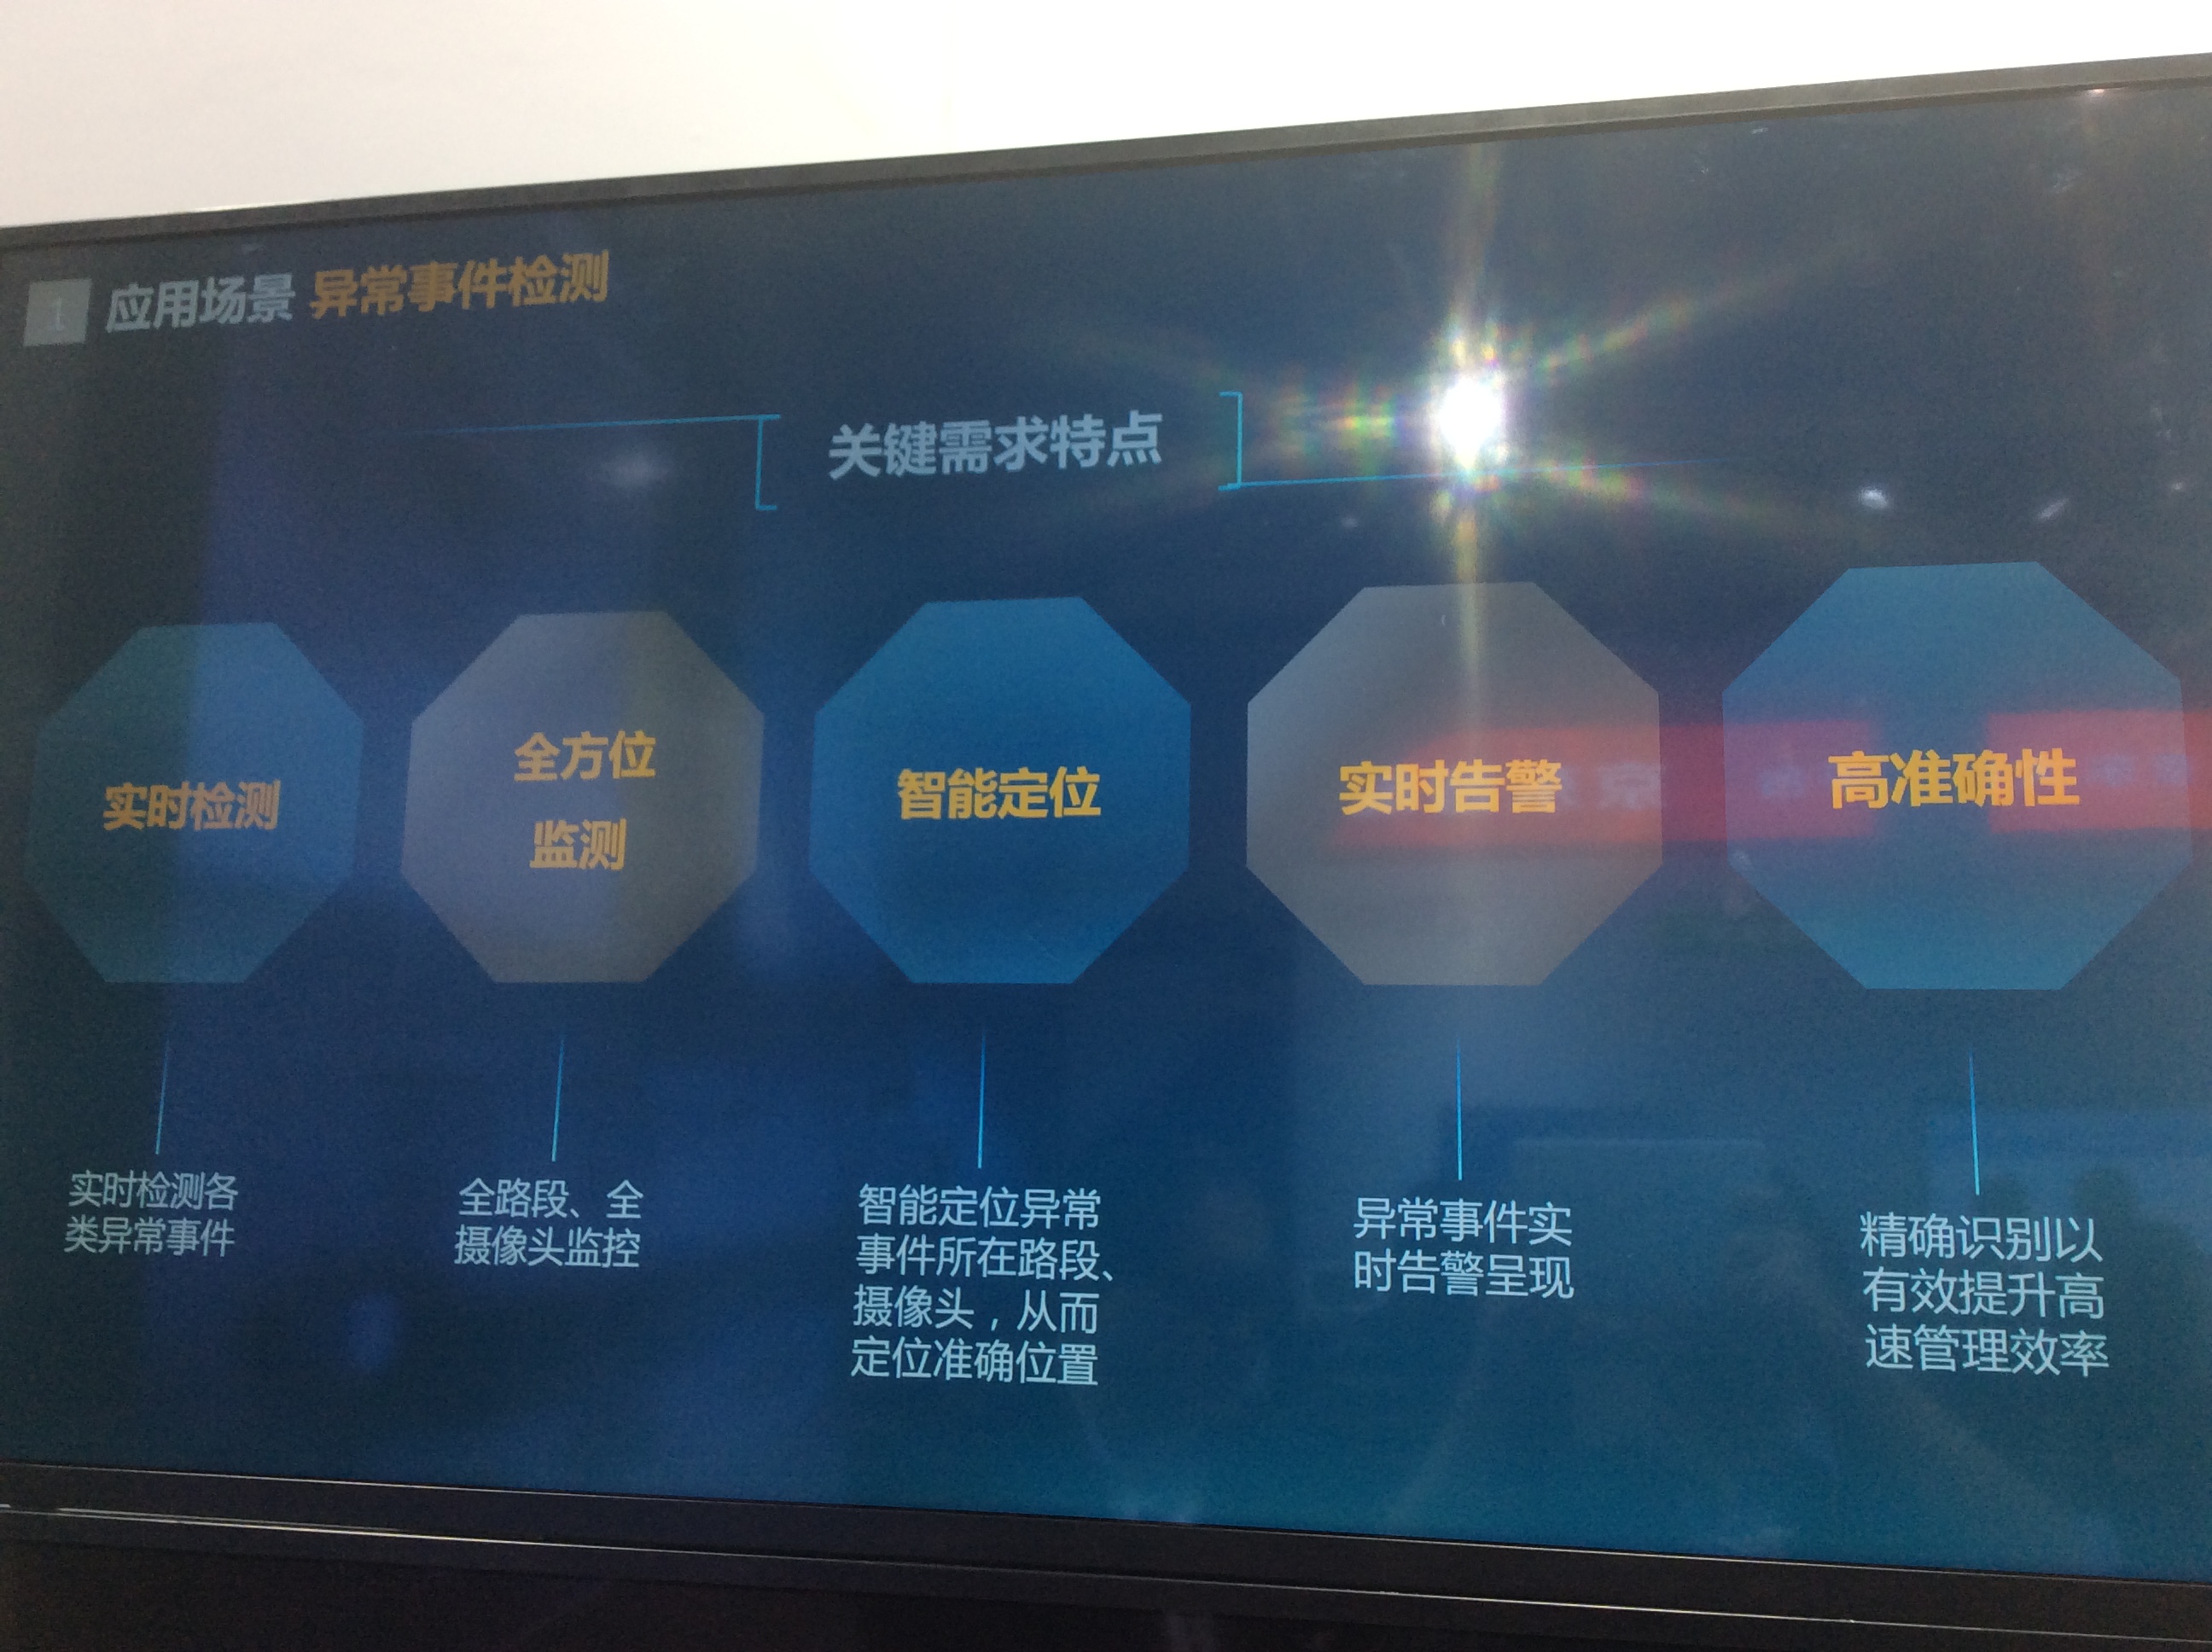 1 应用场景 异常事件检测
关键需求特点
实时检测
全方位
监测
智能定位
实时告警
高准确性
实时检测各
类异常事件
全路段、全
摄像头监控
智能定位异常
事件所在路段、
摄像头，从而
定位准确位置
异常事件实
时告警呈现
精确识别以
有效提升高
速管理效率